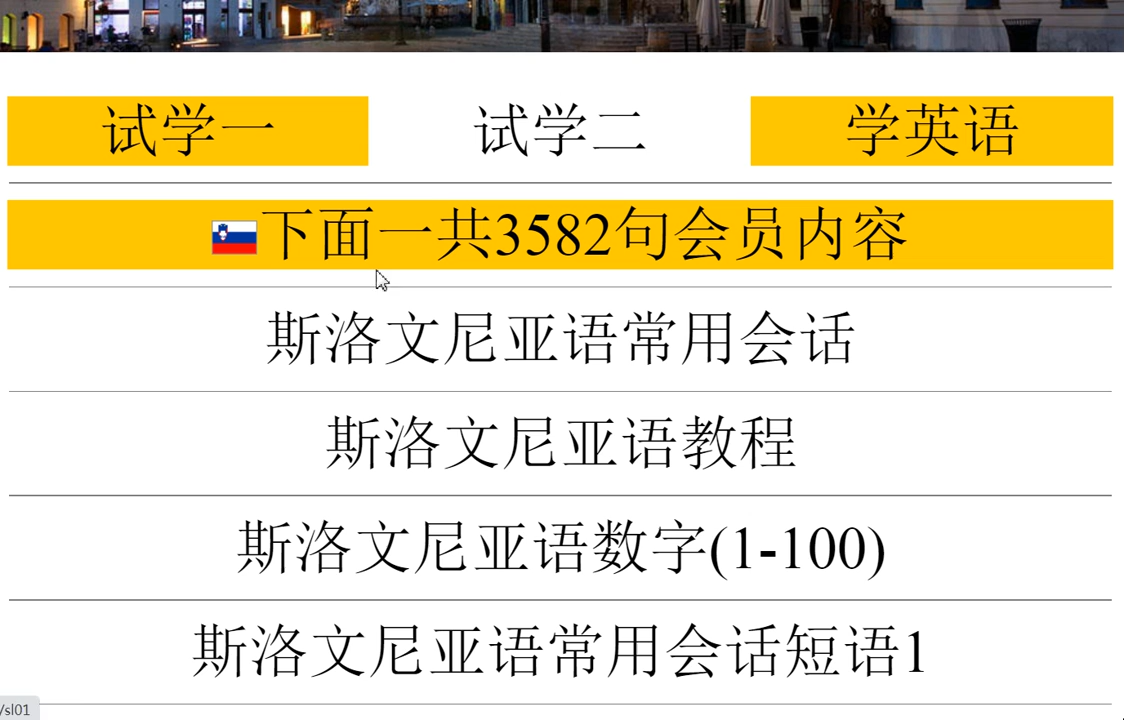 试学一 试学二 学英语
下面一共3582句会员内容
斯洛文尼亚语常用会话
斯洛文尼亚语教程
斯洛文尼亚语数字(1-100)
斯洛文尼亚语常用会话短语1
/sl01